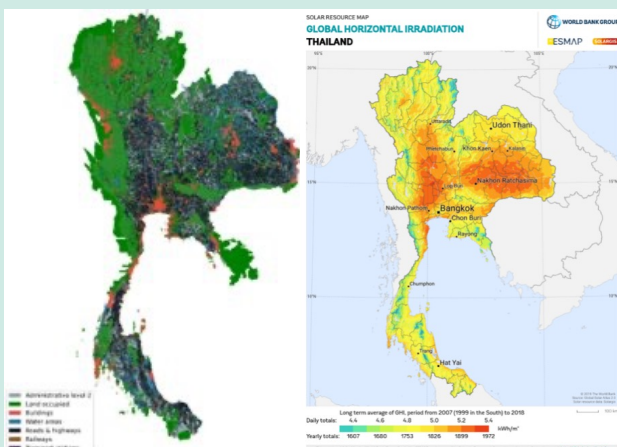 Administrative level 2
Land occupied
Buildings
Water areas
Roads & highways
Railways
SOLAR RESOURCE MAP
GLOBAL HORIZONTAL IRRADIATION
THAILAND
WORLD BANK GROUP
ESMAP
Udon Thani
Khon Kaen
Nakhon Ratchasima
Lop Buri
Nakhon Pathom
Bangkok
Chon Buri
Rayong
Chumphon
Trang
Hat Yai
Long term average of GHI, period from 2007 (1999 in the South) to 2018
Daily totals: 4.4 4.6 4.8 5.0 5.2 5.4
kWh/m²
Yearly totals: 1607 1680 1753 1826 1899 1972